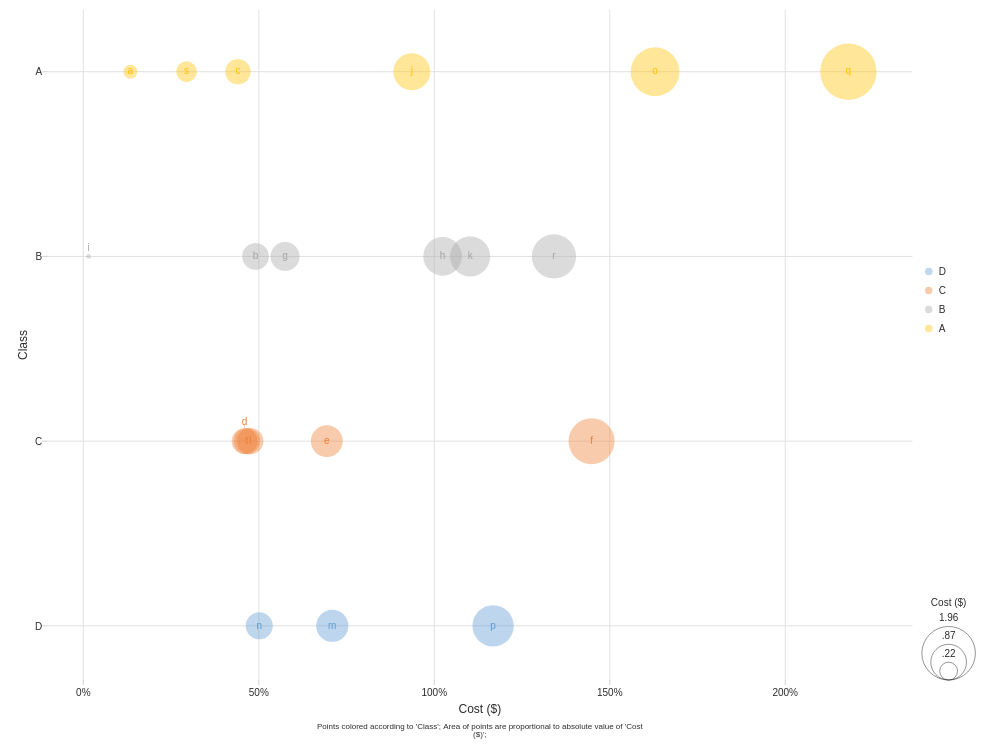 A
a
s
c
j
o
q
i
B
b
g
h
k
r
D
C
B
A
Class
d
C
e
f
Cost ($)
1.96
.87
.22
D
n
m
p
0%
50%
100%
150%
200%
Cost ($)
Points colored according to 'Class'; Area of points are proportional to absolute value of 'Cost
($)';